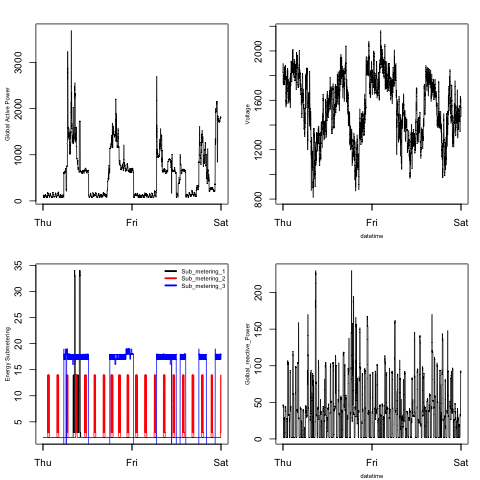 Global Active Power
0
1000
2000
3000
Thu
Fri
Sat
Voltage
800
1200
1600
2000
Thu
Fri
Sat
datetime
Energy Submetering
5
10
15
20
25
30
35
Sub_metering_1
Sub_metering_2
Sub_metering_3
Thu
Fri
Sat
Golbal_reactive_Power
0
50
100
150
200
Thu
Fri
Sat
datetime